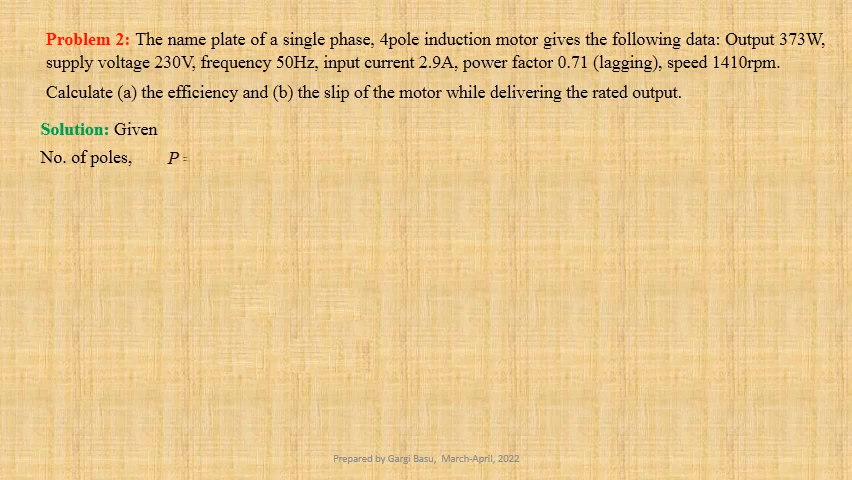 Problem 2: The name plate of a single phase, 4pole induction motor gives the following data: Output 373W,
supply voltage 230V, frequency 50Hz, input current 2.9A, power factor 0.71 (lagging), speed 1410rpm.
Calculate (a) the efficiency and (b) the slip of the motor while delivering the rated output.
Solution: Given
No. of poles, P =
Prepared by Gargi Basu, March-April, 2022